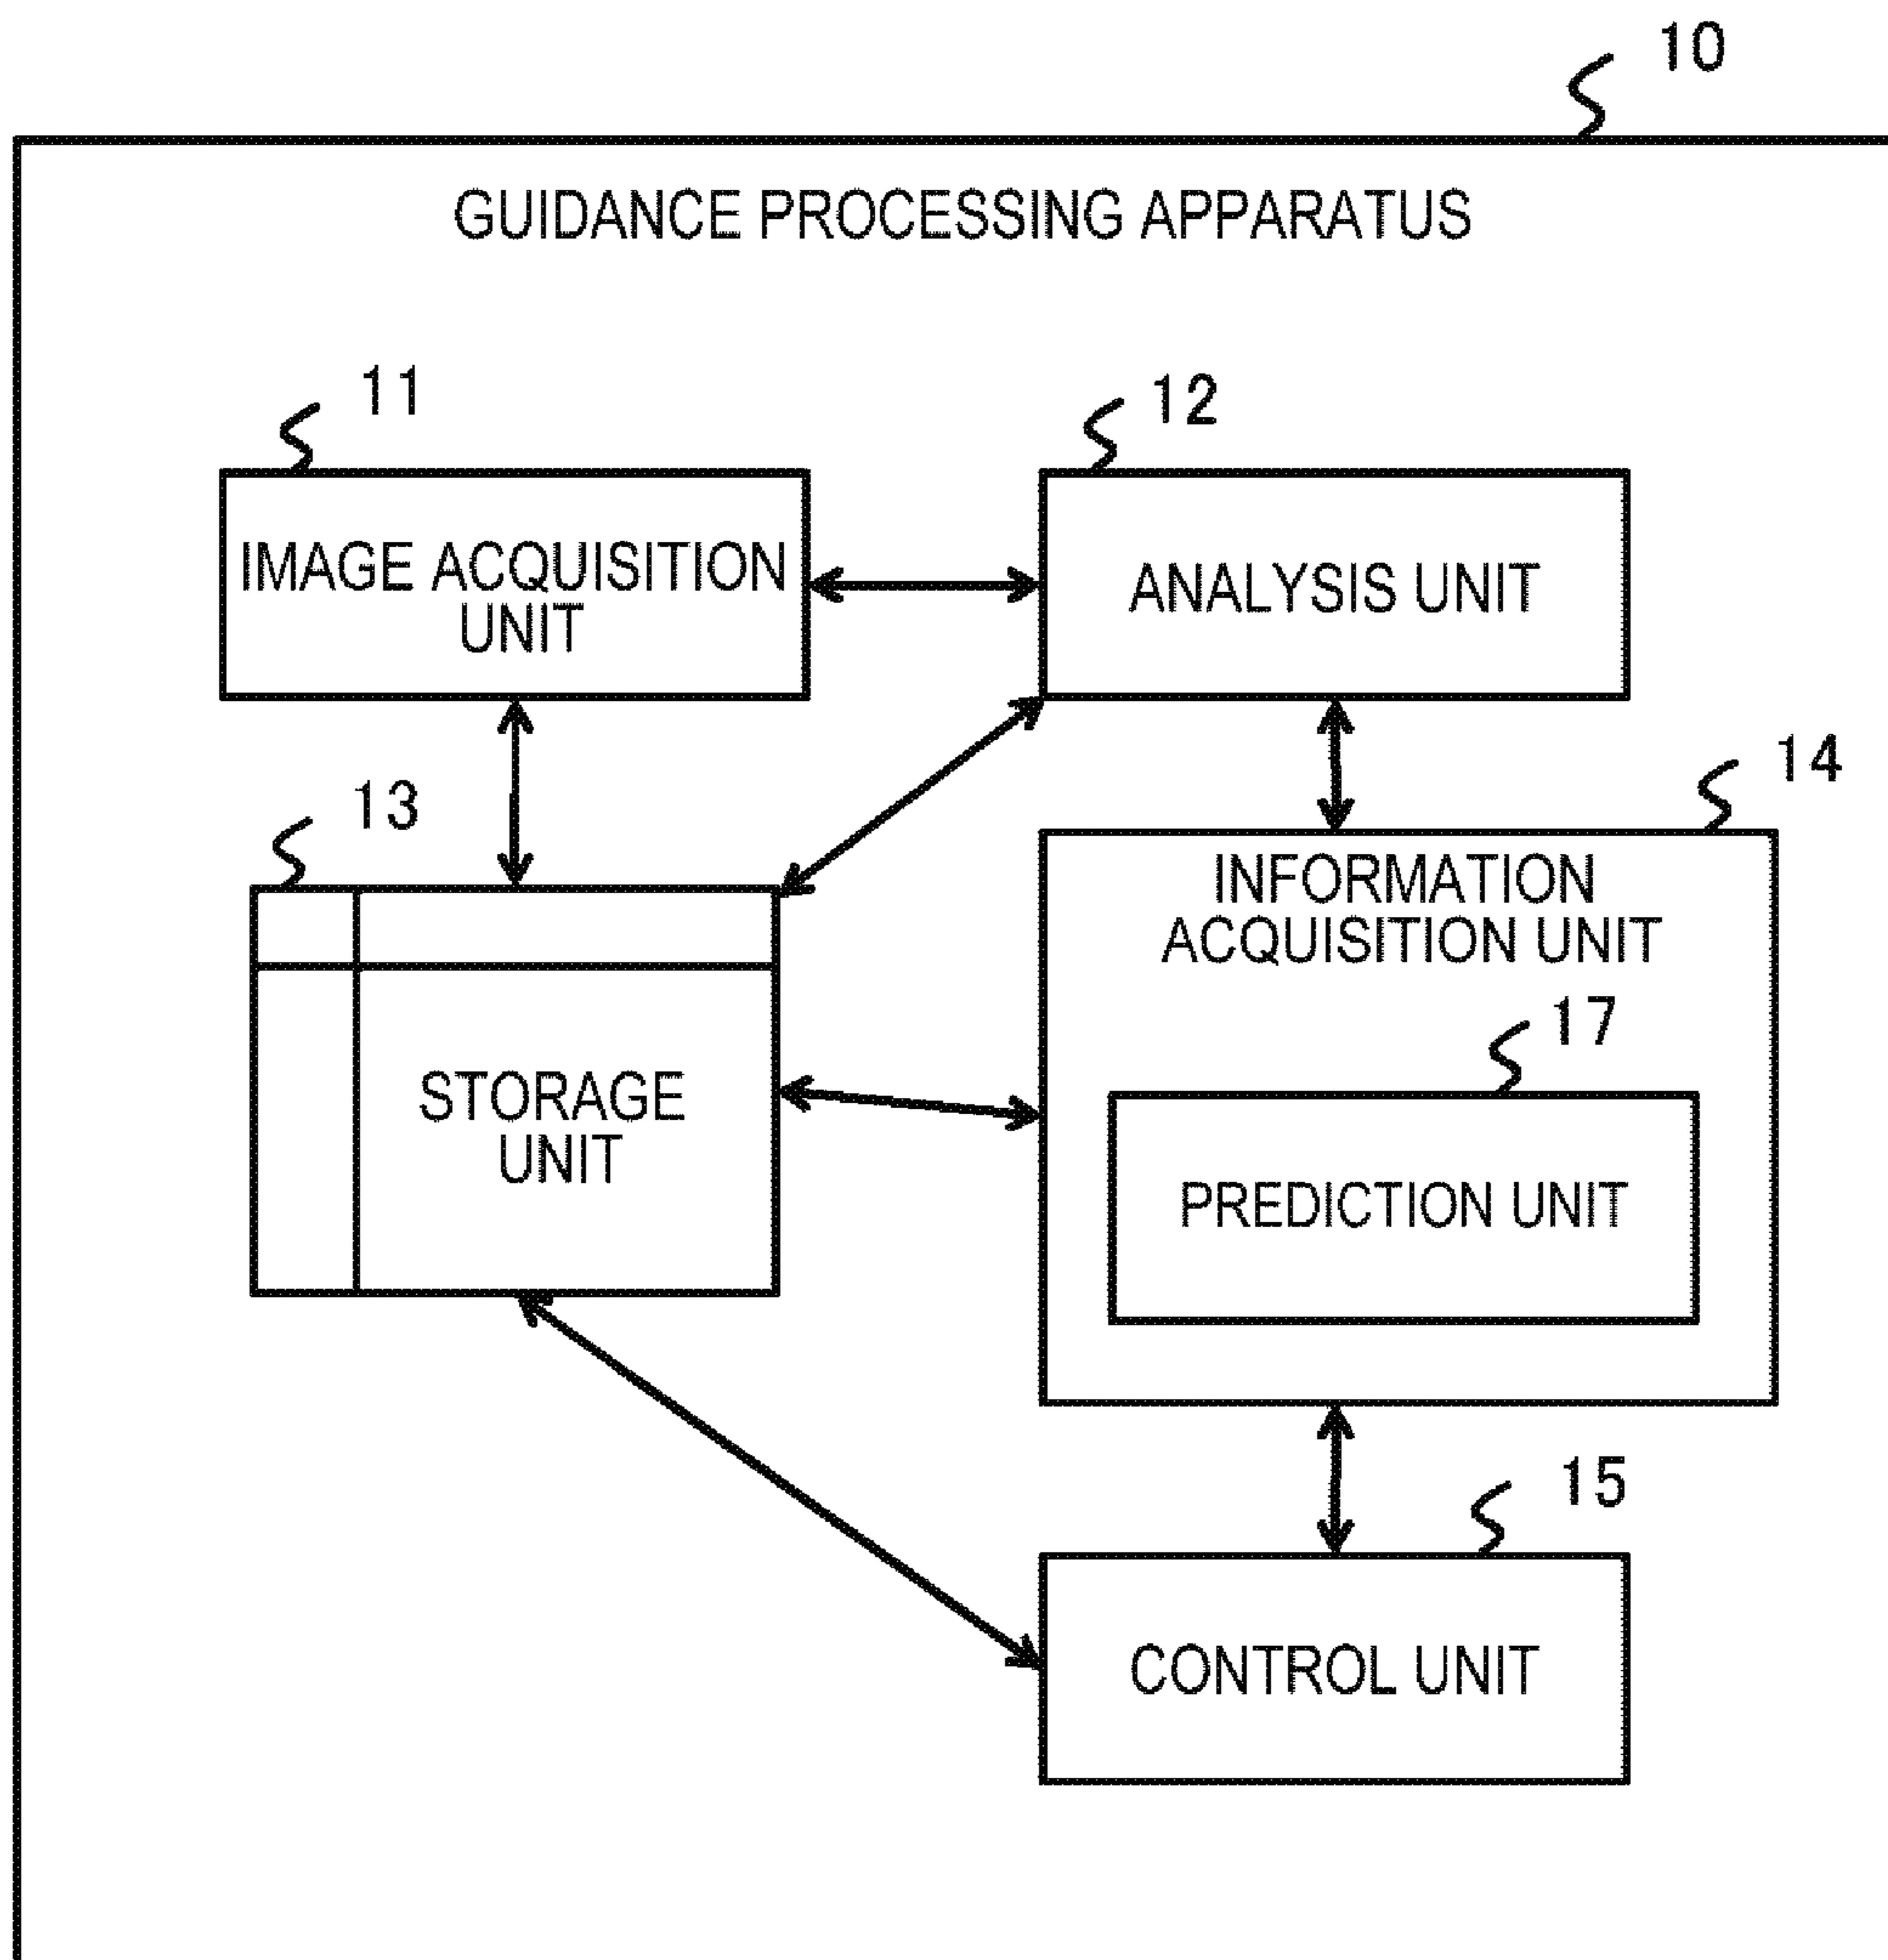 10
GUIDANCE PROCESSING APPARATUS
11
12
IMAGE ACQUISITION
UNIT
ANALYSIS UNIT
13
14
INFORMATION
ACQUISITION UNIT
17
STORAGE
UNIT
PREDICTION UNIT
15
CONTROL UNIT